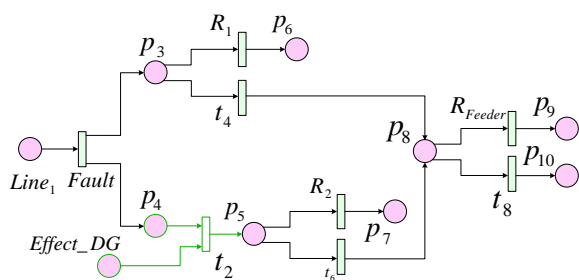 R1
p6
p3
t4
RFeeder
p9
p8
p10
Line1
Fault
t8
p4
p5
R2
p7
Effect_DG
t2
t6